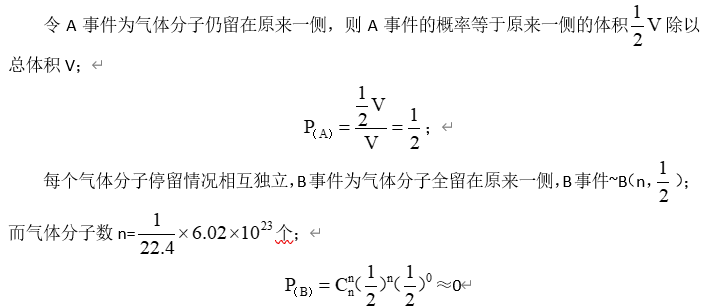 令 A 事件为气体分子仍留在原来一侧，则 A 事件的概率等于原来一侧的体积 \frac{1}{2}V 除以
总体积 V；↵
P_{(A)} = \frac{\frac{1}{2}V}{V} = \frac{1}{2}；↵
每个气体分子停留情况相互独立，B 事件为气体分子全留在原来一侧，B 事件~B（n，\frac{1}{2}）；
而气体分子数 n=\frac{1}{22.4}×6.02×10^{23}个；↵
P_{(B)} = C_n^n(\frac{1}{2})^n(\frac{1}{2})^0 ≈0↵